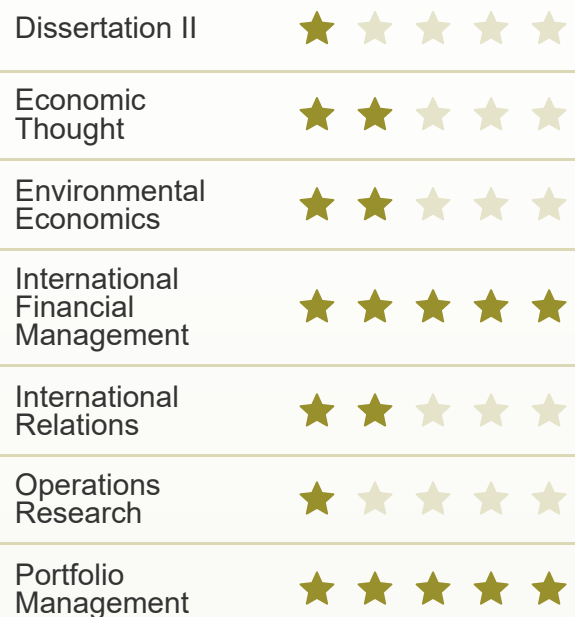 Dissertation II
Economic
Thought
Environmental
Economics
International
Financial
Management
International
Relations
Operations
Research
Portfolio
Management